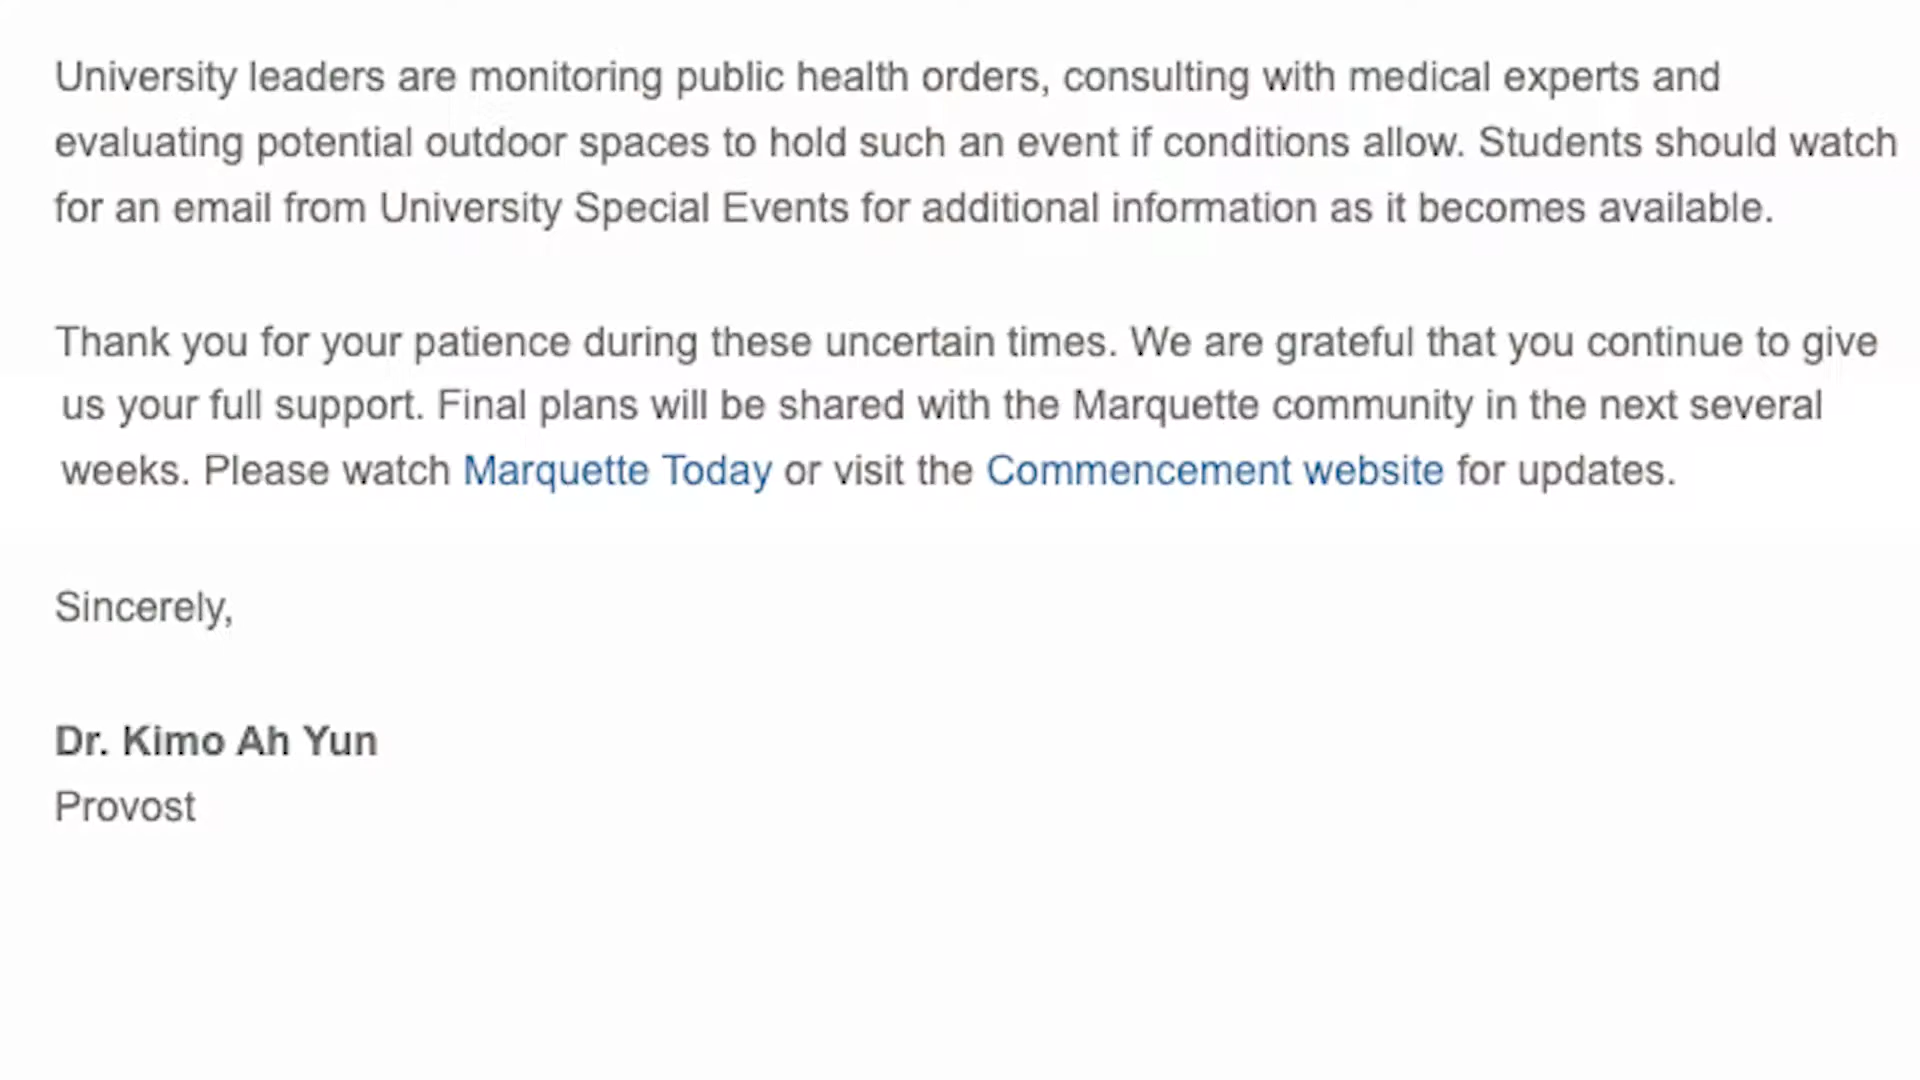 University leaders are monitoring public health orders, consulting with medical experts and
evaluating potential outdoor spaces to hold such an event if conditions allow. Students should watch
for an email from University Special Events for additional information as it becomes available.
Thank you for your patience during these uncertain times. We are grateful that you continue to give
us your full support. Final plans will be shared with the Marquette community in the next several
weeks. Please watch Marquette Today or visit the Commencement website for updates.
Sincerely,
Dr. Kimo Ah Yun
Provost